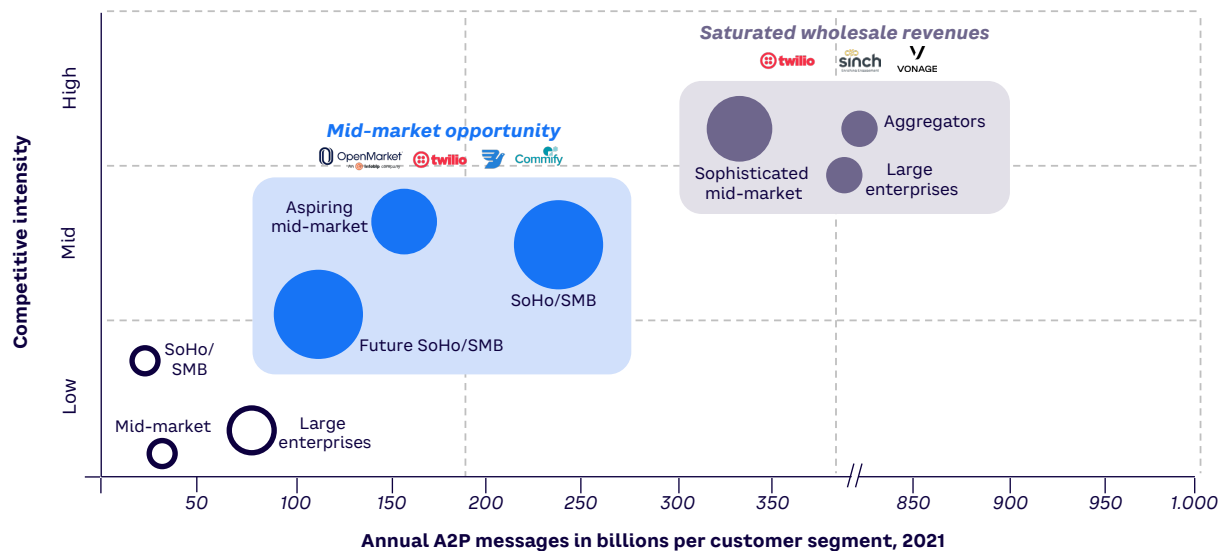 Saturated wholesale revenues
twilio
sinch
VONAGE
High
Mid-market opportunity
OpenMarket
An infobip company
twilio
Commify
Aggregators
Sophisticated
mid-market
Large
enterprises
Competitive intensity
Mid
Aspiring
mid-market
SoHo/SMB
Future SoHo/SMB
SoHo/
SMB
Low
Mid-market
Large
enterprises
50
100
150
200
250
300
350
850
900
950
1.000
Annual A2P messages in billions per customer segment, 2021